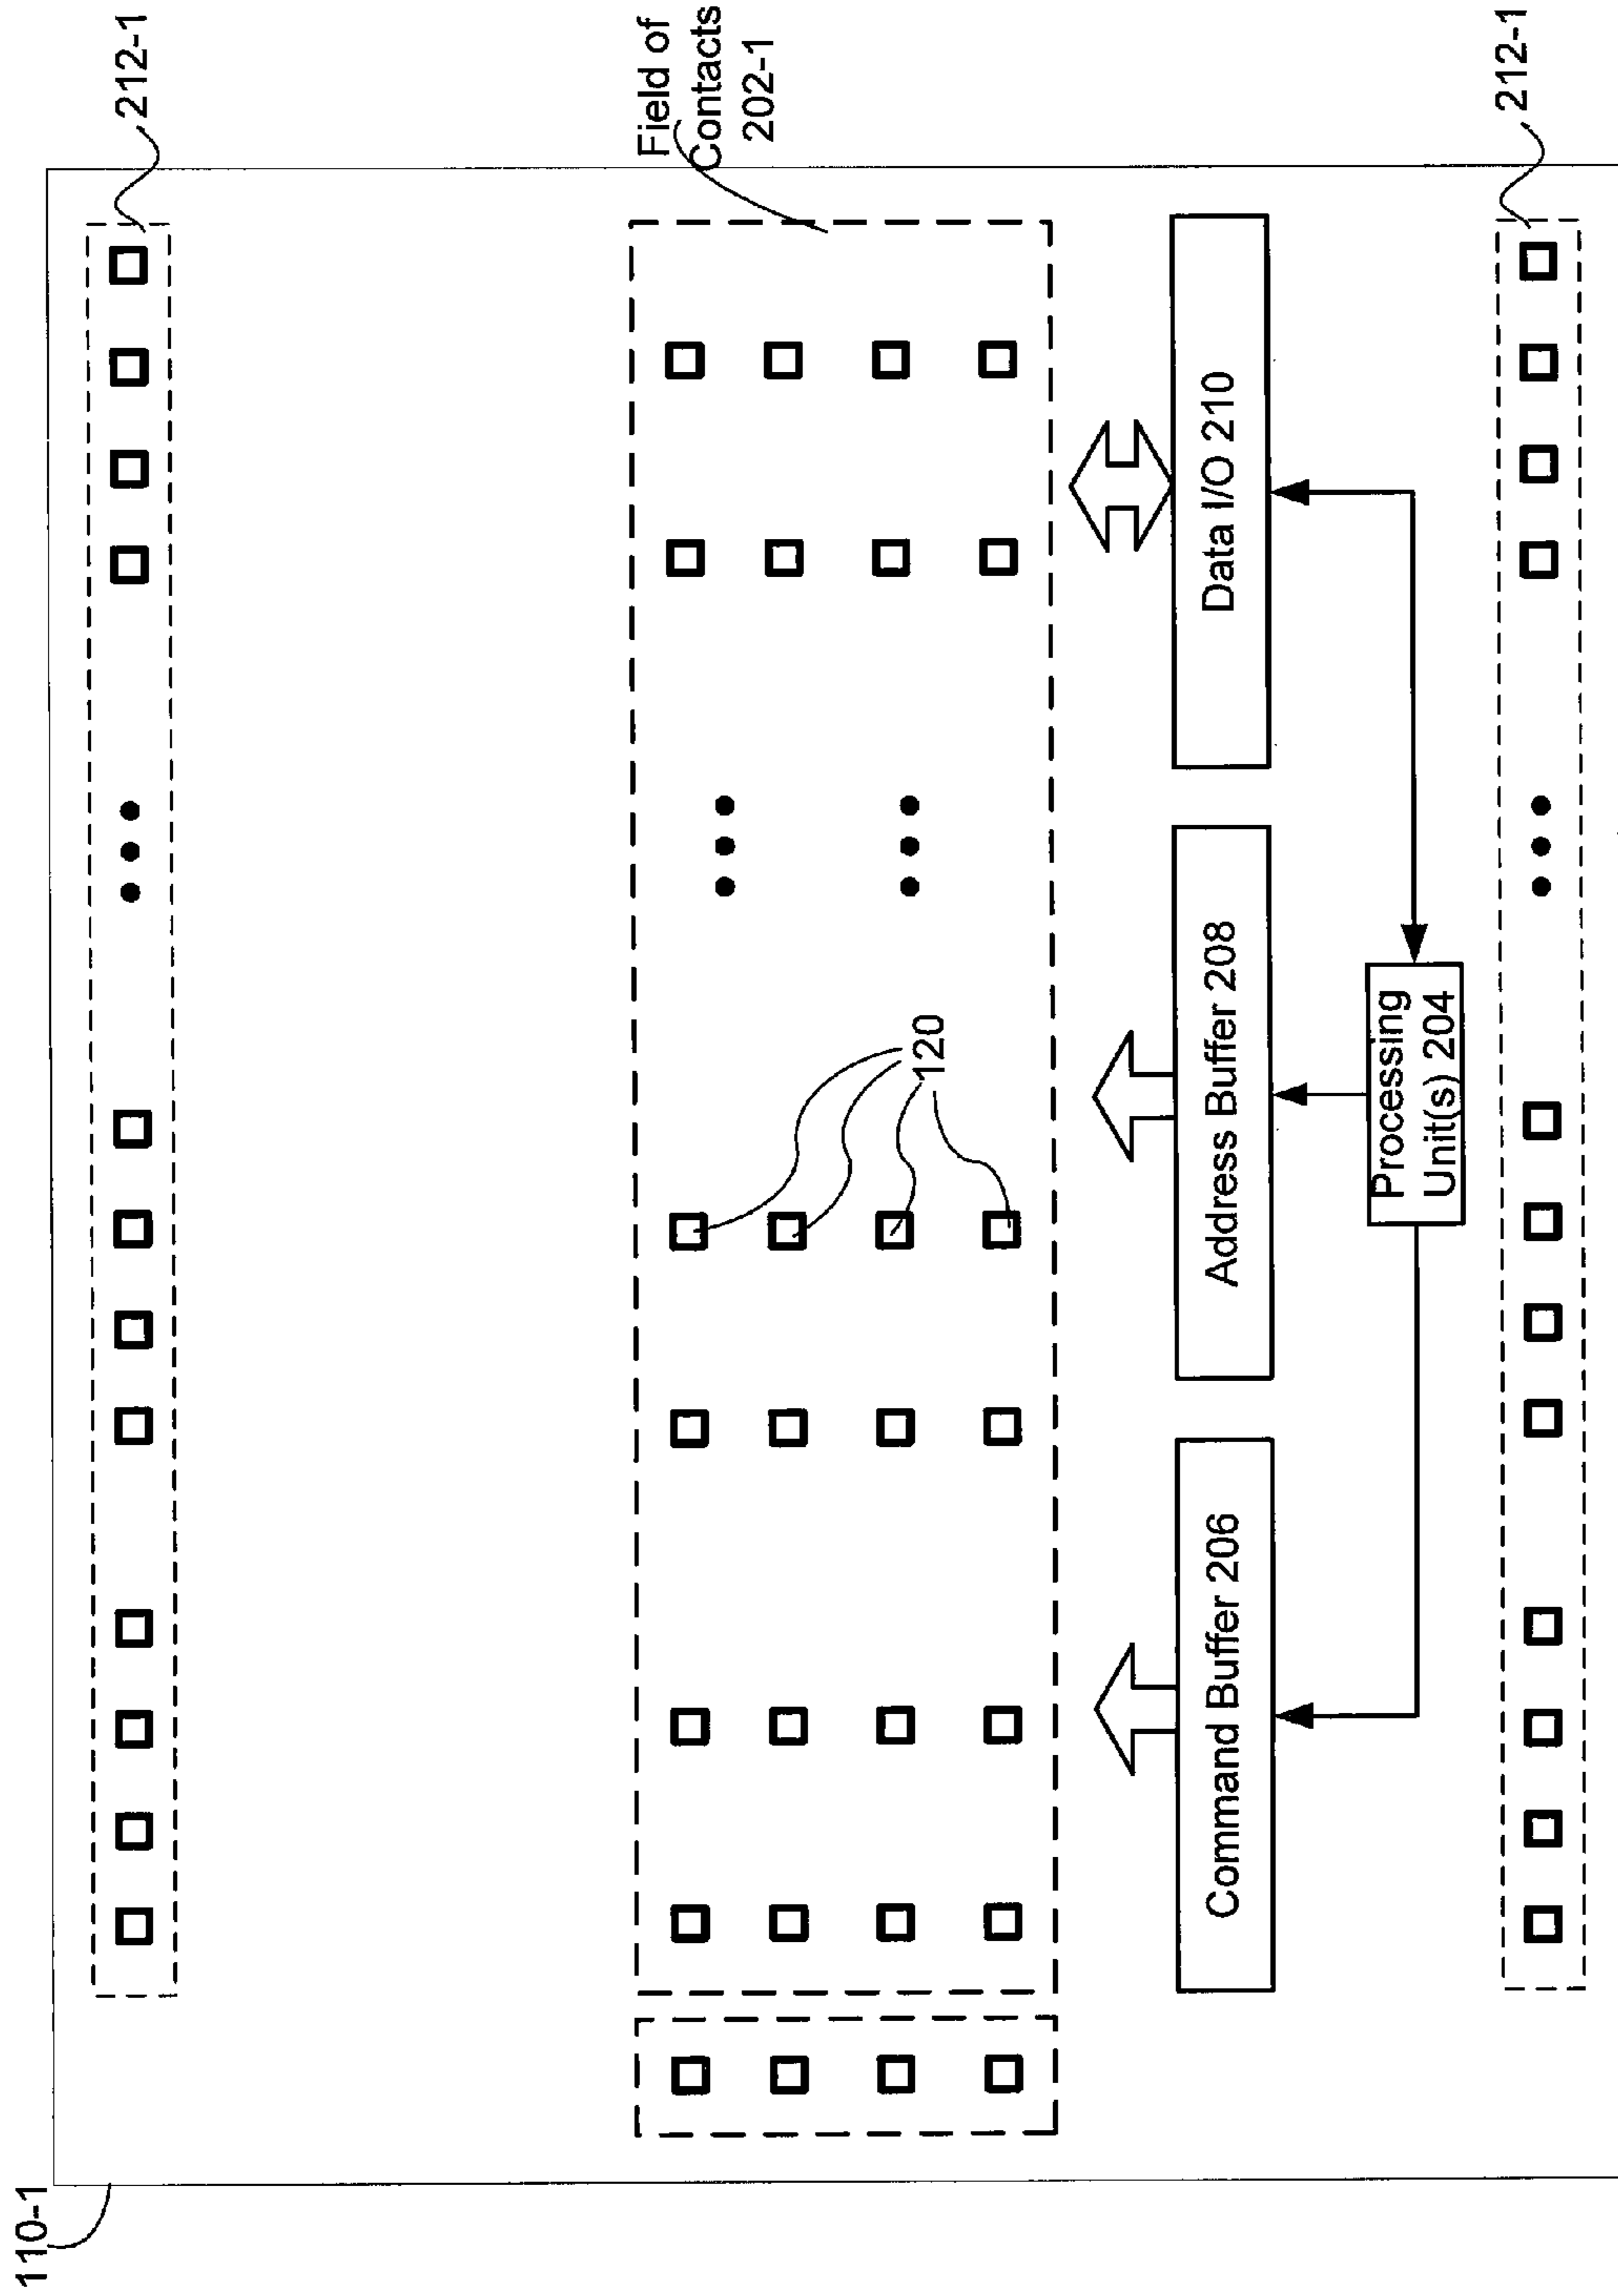 110-1
212-1
Field of
Contacts
202-1
120
Command Buffer 206
Address Buffer 208
Data I/O 210
Processing
Unit(s) 204
212-1